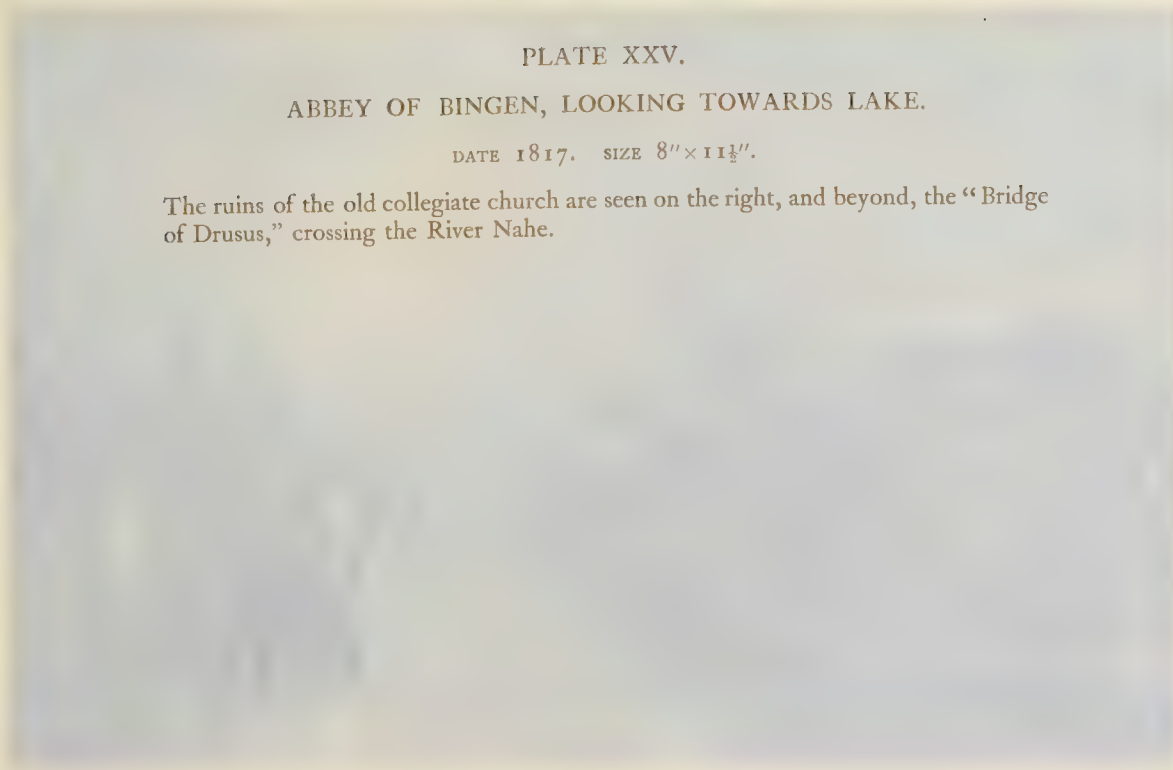 PLATE XXV.
ABBEY OF BINGEN, LOOKING TOWARDS LAKE.
DATE 1817. SIZE 8″×11½″.
The ruins of the old collegiate church are seen on the right, and beyond, the “Bridge
of Drusus,” crossing the River Nahe.